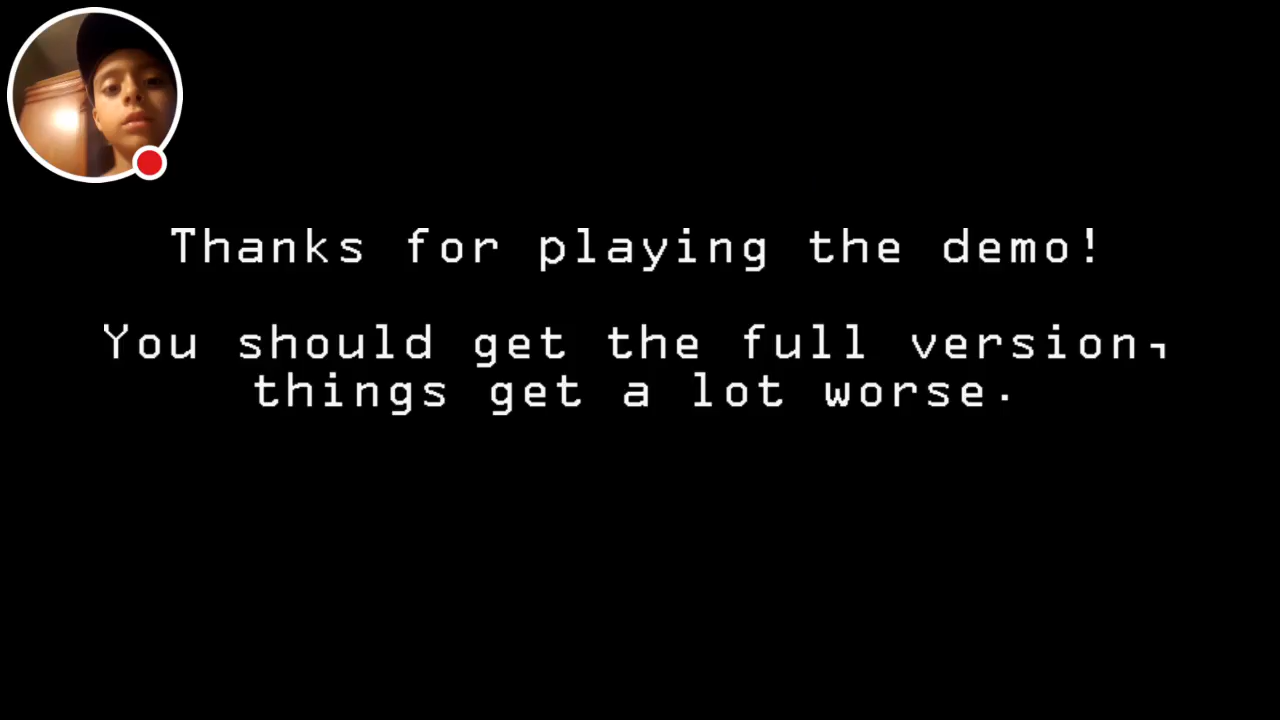 Thanks for playing the demo!
You should get the full version,
things get a lot worse.